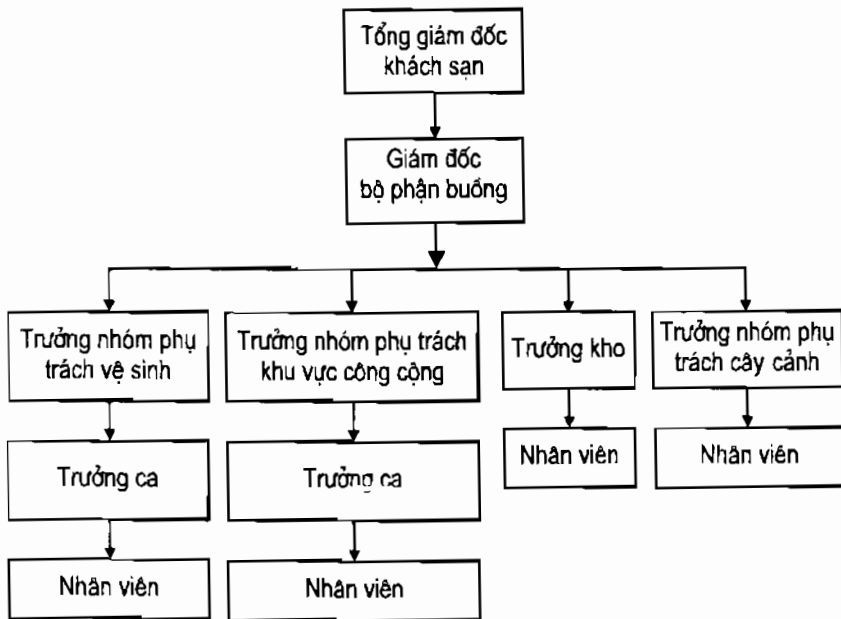 Tổng giám đốc
khách sạn
Giám đốc
bộ phận buồng
Trưởng nhóm phụ
trách vệ sinh
Trưởng nhóm phụ trách
khu vực công cộng
Trưởng kho
Trưởng nhóm phụ
trách cây cảnh
Trưởng ca
Trưởng ca
Nhân viên
Nhân viên
Nhân viên
Nhân viên